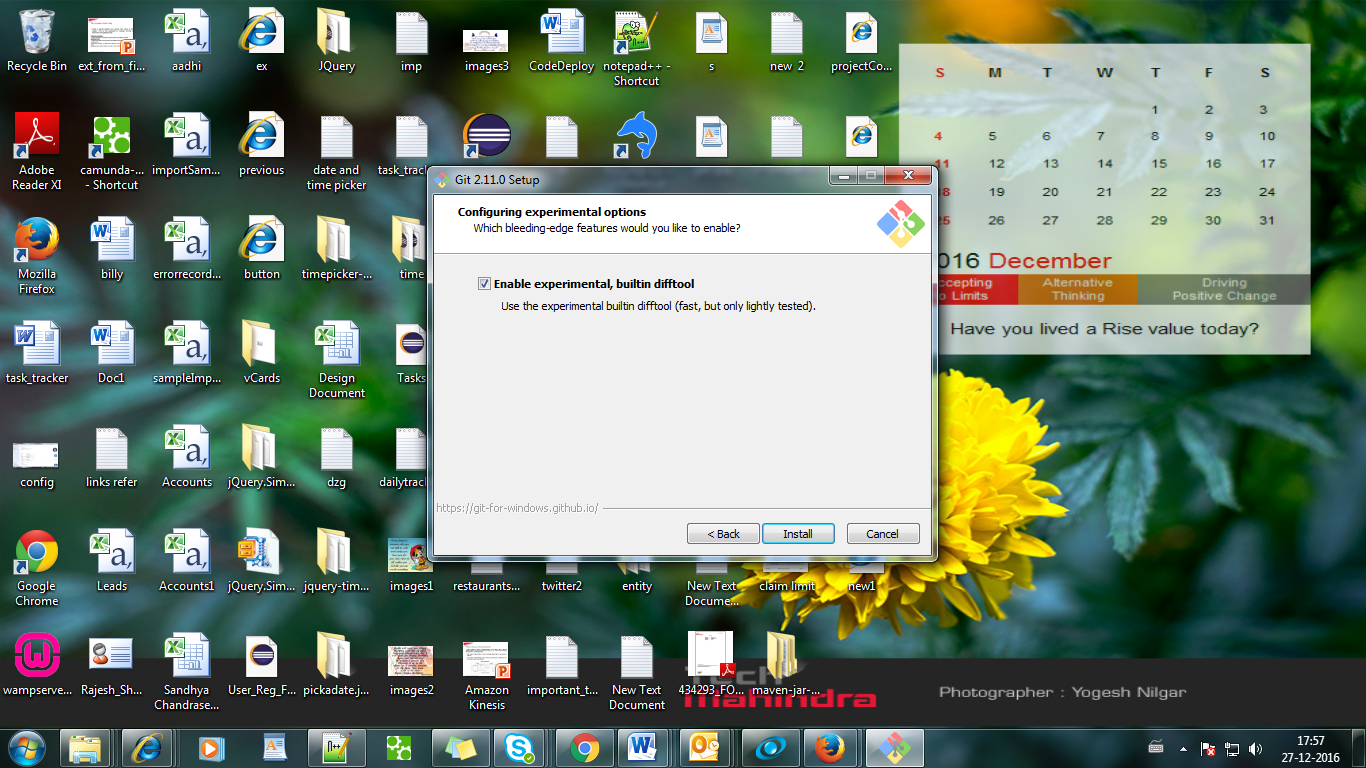 Recycle Bin
ext_from_fi...
aadhi
ex
JQuery
imp
images3
CodeDeploy
notepad++ -
Shortcut
s
new 2
projectCo...
Adobe
Reader XI
camunda-...
- Shortcut
importSam...
previous
date and
time picker
Mozilla
Firefox
billy
errorrecord...
button
timepicker-...
time
task_tracker
Doc1
sampleImp...
vCards
Design
Document
Tasks
config
links refer
Accounts
jQuery.Sim...
dzg
Google
Chrome
Leads
Accounts1
jQuery.Sim...
jquery-tim...
images1
restaurants...
twitter2
entity
New Text
Docume...
claim limit
new1
wampserve...
Rajesh_Sh...
Sandhya
Chandrase...
User_Reg_F...
pickadate.j...
images2
Amazon
Kinesis
important_t...
New Text
Document
434293_FO...
maven-jar-...
Git 2.11.0 Setup
Configuring experimental options
Which bleeding-edge features would you like to enable?
Enable experimental, builtin difftool
Use the experimental builtin difftool (fast, but only lightly tested).
https://git-for-windows.github.io/
< Back
Install
Cancel
S M T W T F S
1 2 3
4 5 6 7 8 9 10
11 12 13 14 15 16 17
19 20 21 22 23 24
25 26 27 28 29 30 31
December
Alternative
Thinking
Driving
Positive Change
Limits
Have you lived a Rise value today?
Tech
Mahindra
Photographer : Yogesh Nilgar
17:57
27-12-2016